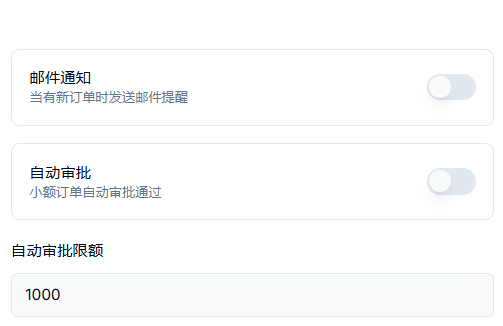 邮件通知
当有新订单时发送邮件提醒
自动审批
小额订单自动审批通过
自动审批限额
1000